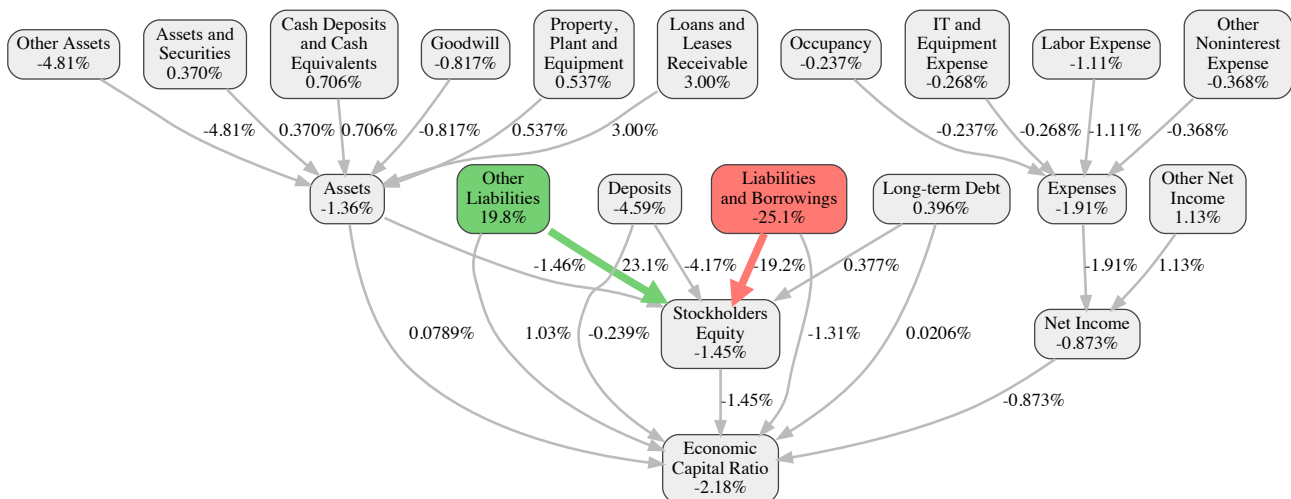 Other Assets
-4.81%
Assets and
Securities
0.370%
Cash Deposits
and Cash
Equivalents
0.706%
Goodwill
-0.817%
Property,
Plant and
Equipment
0.537%
Loans and
Leases
Receivable
3.00%
Occupancy
-0.237%
IT and
Equipment
Expense
-0.268%
Labor Expense
-1.11%
Other
Noninterest
Expense
-0.368%
-4.81%
0.370%
0.706%
-0.817%
0.537%
3.00%
-0.237%
-0.268%
-1.11%
-0.368%
Assets
-1.36%
Other
Liabilities
19.8%
Deposits
-4.59%
Liabilities
and Borrowings
-25.1%
Long-term Debt
0.396%
Expenses
-1.91%
Other Net
Income
1.13%
-1.46%
23.1%
-4.17%
-19.2%
0.377%
-1.91%
1.13%
0.0789%
1.03%
-0.239%
Stockholders
Equity
-1.45%
-1.31%
0.0206%
Net Income
-0.873%
-1.45%
-0.873%
Economic
Capital Ratio
-2.18%